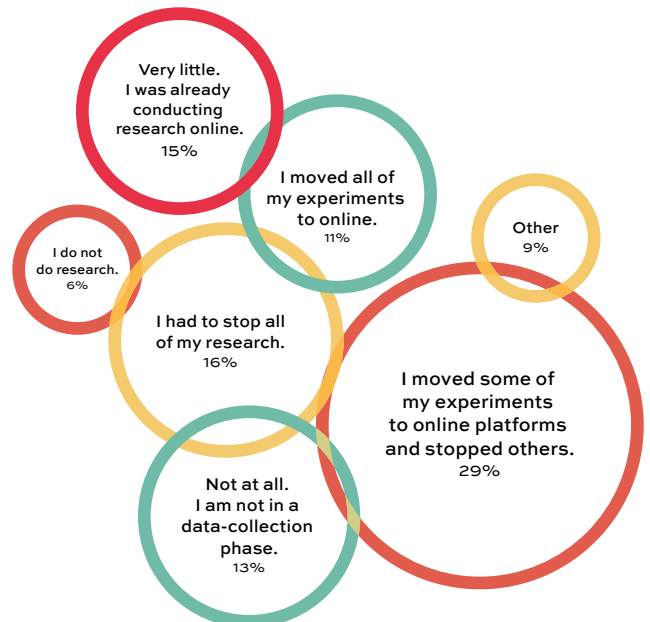 Very little.
I was already
conducting
research online.
15%
I moved all of
my experiments
to online.
11%
Other
9%
I do not
do research.
6%
I had to stop all
of my research.
16%
I moved some of
my experiments
to online platforms
and stopped others.
29%
Not at all.
I am not in a
data-collection
phase.
13%